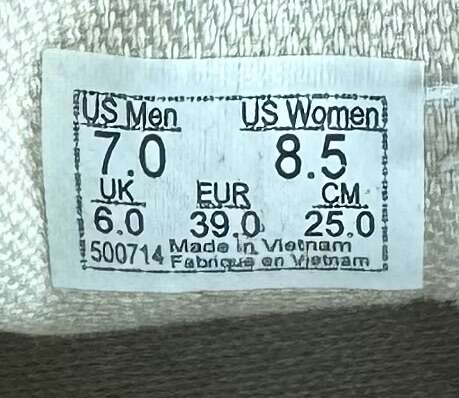 US Men US Women
7.0 8.5
UK EUR CM
6.0 39.0 25.0
500714 Made in Vietnam
Fabrique en Vietnam